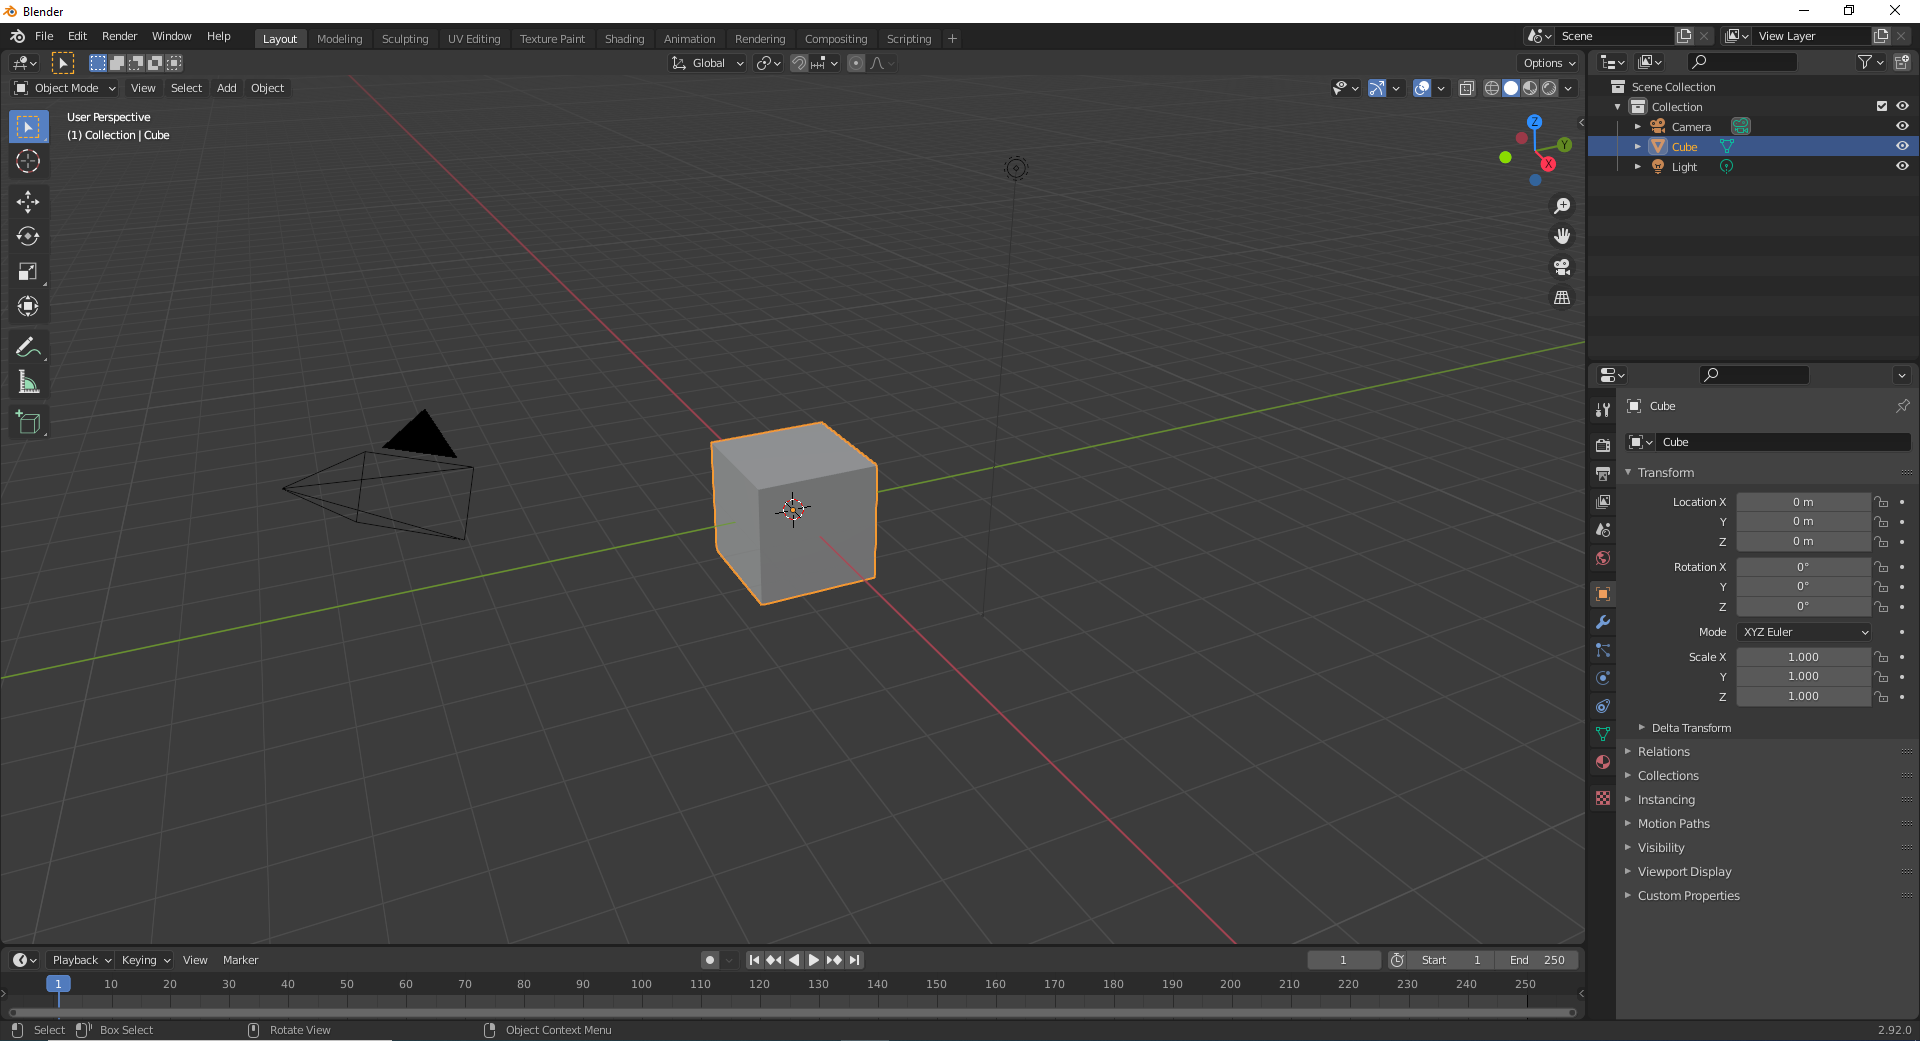 Blender
File Edit Render Window Help Layout Modeling Sculpting UV Editing Texture Paint Shading Animation Rendering Compositing Scripting + Scene View Layer
Global Options
Object Mode View Select Add Object
User Perspective
(1) Collection | Cube
Z
Y
X
Scene Collection
Collection
Camera
Cube
Light
Cube
Cube
Transform
Location X 0 m
Y 0 m
Z 0 m
Rotation X 0°
Y 0°
Z 0°
Mode XYZ Euler
Scale X 1.000
Y 1.000
Z 1.000
Delta Transform
Relations
Collections
Instancing
Motion Paths
Visibility
Viewport Display
Custom Properties
Playback Keying View Marker 1 Start 1 End 250
1 10 20 30 40 50 60 70 80 90 100 110 120 130 140 150 160 170 180 190 200 210 220 230 240 250
Select Box Select Rotate View Object Context Menu 2.92.0